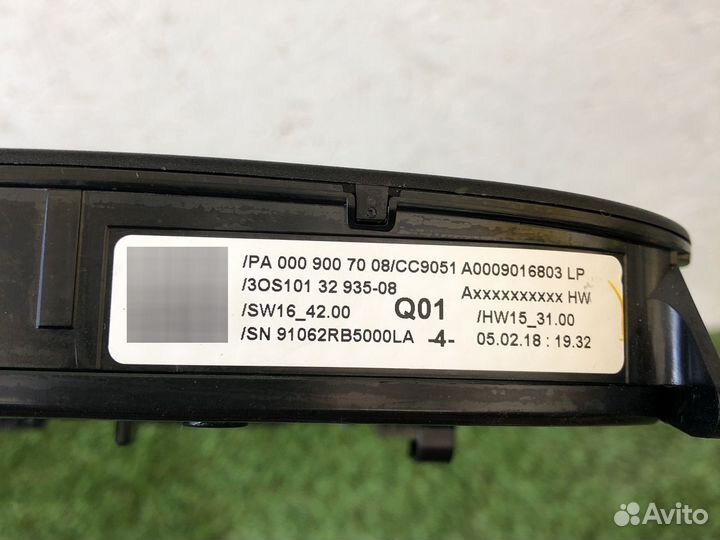 /PA 000 900 70 08/CC9051 A0009016803 LP
/3OS101 32 935-08 Axxxxxxxxxx HW
/SW16_42.00 Q01 /HW15_31.00
/SN 91062RB5000LA -4- 05.02.18 : 19.32
Avito